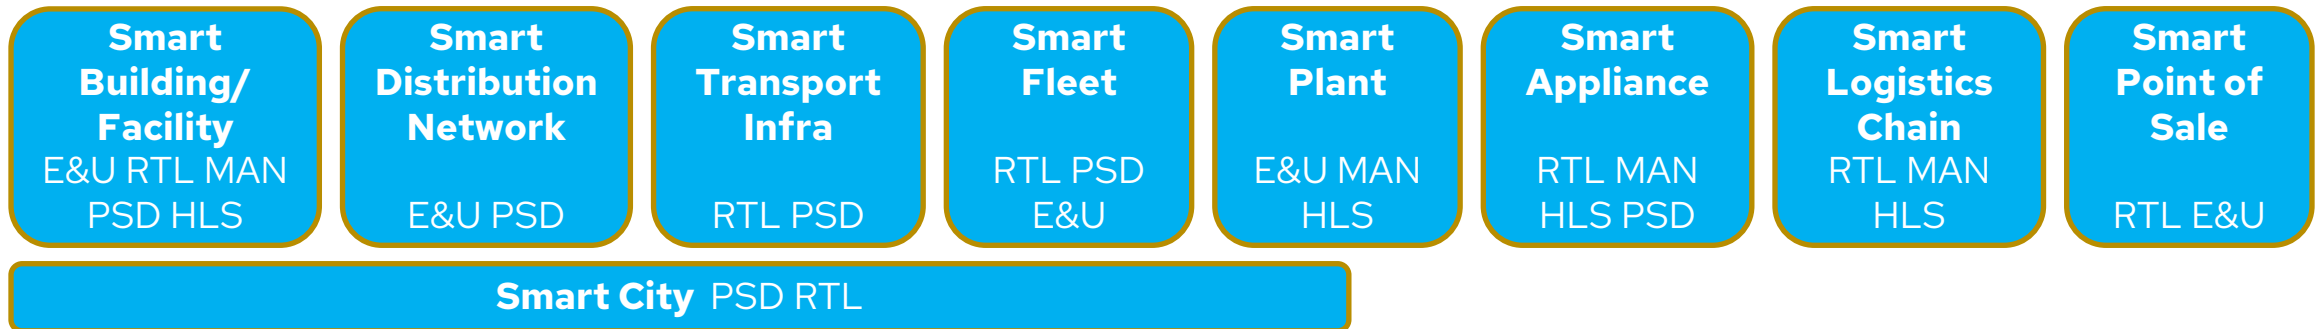 Smart
Building/
Facility
E&U RTL MAN
PSD HLS
Smart
Distribution
Network
E&U PSD
Smart
Transport
Infra
RTL PSD
Smart
Fleet
RTL PSD
E&U
Smart
Plant
E&U MAN
HLS
Smart
Appliance
RTL MAN
HLS PSD
Smart
Logistics
Chain
RTL MAN
HLS
Smart
Point of
Sale
RTL E&U
Smart City PSD RTL